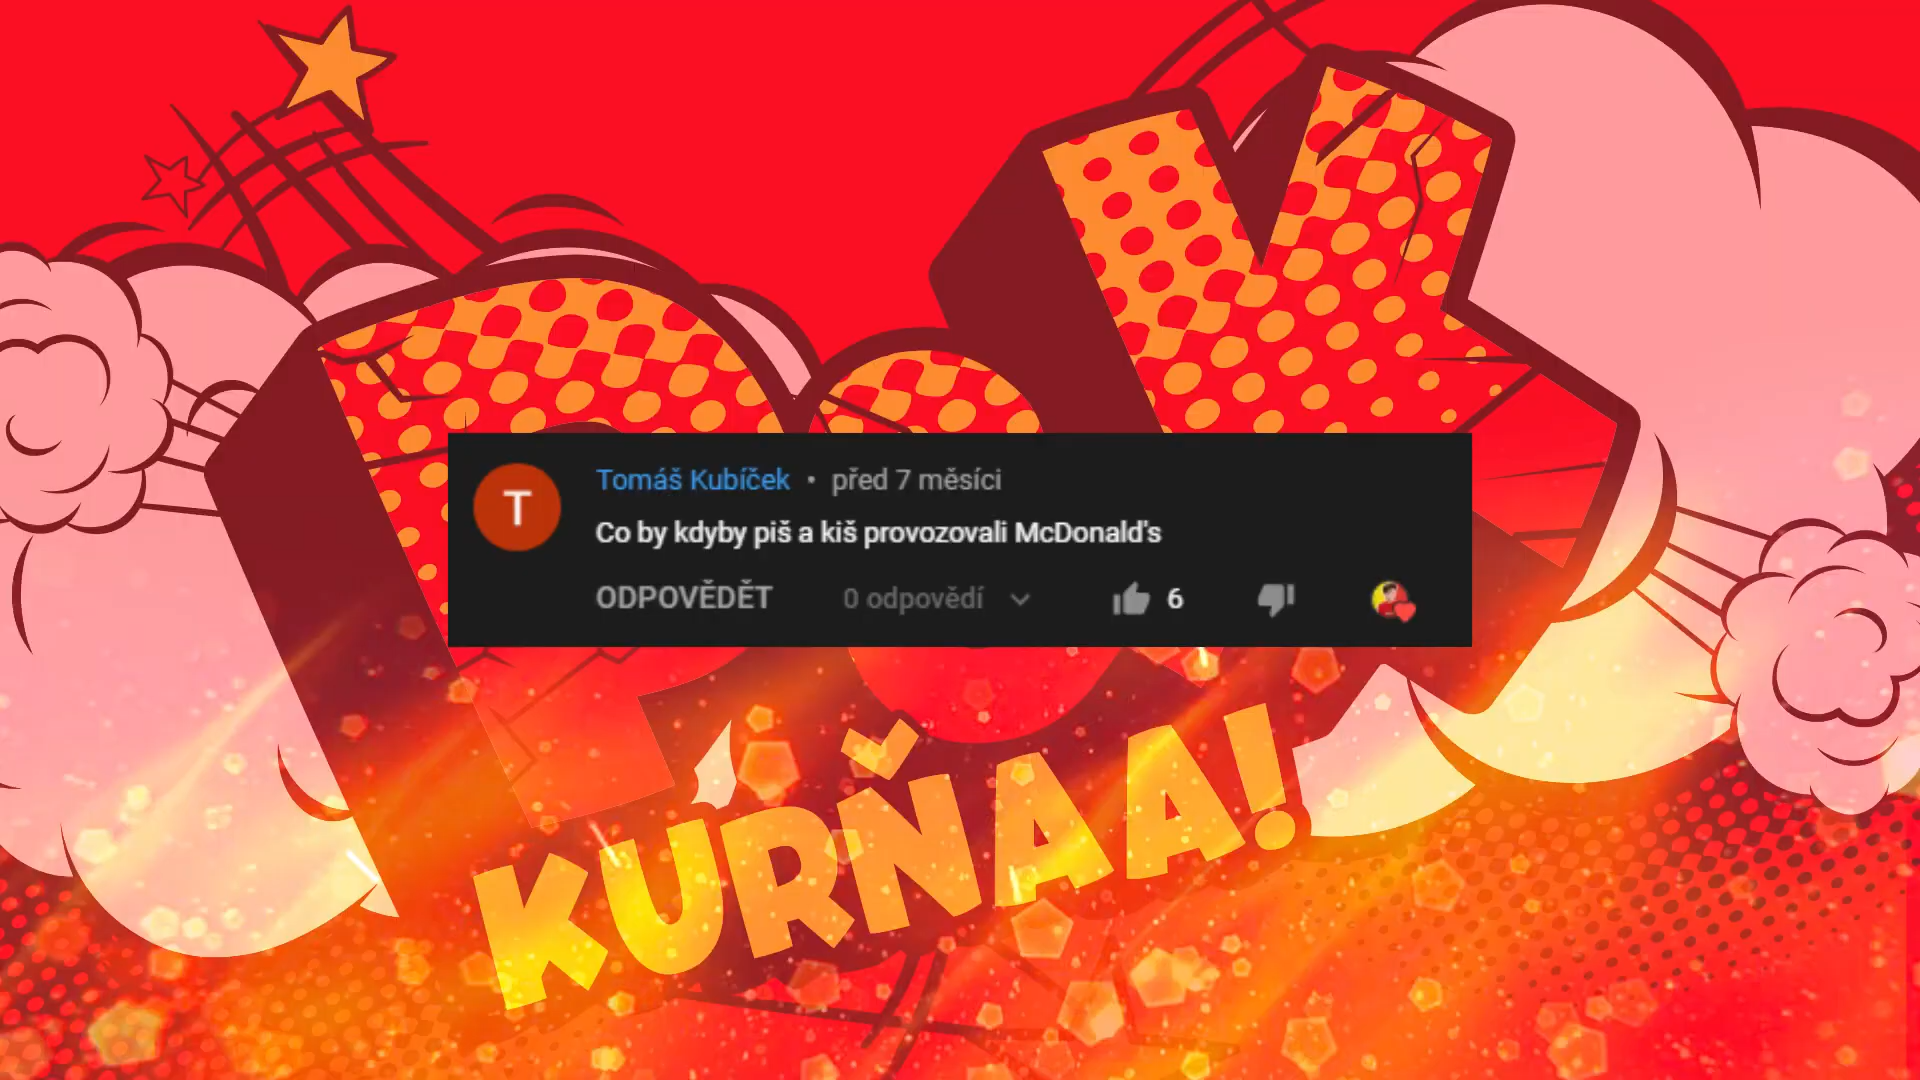 Tomáš Kubíček • před 7 měsíci
T
Co by kdyby piš a kiš provozovali McDonald's
ODPOVĚDĚT 0 odpovědí 6
KURŇAA!